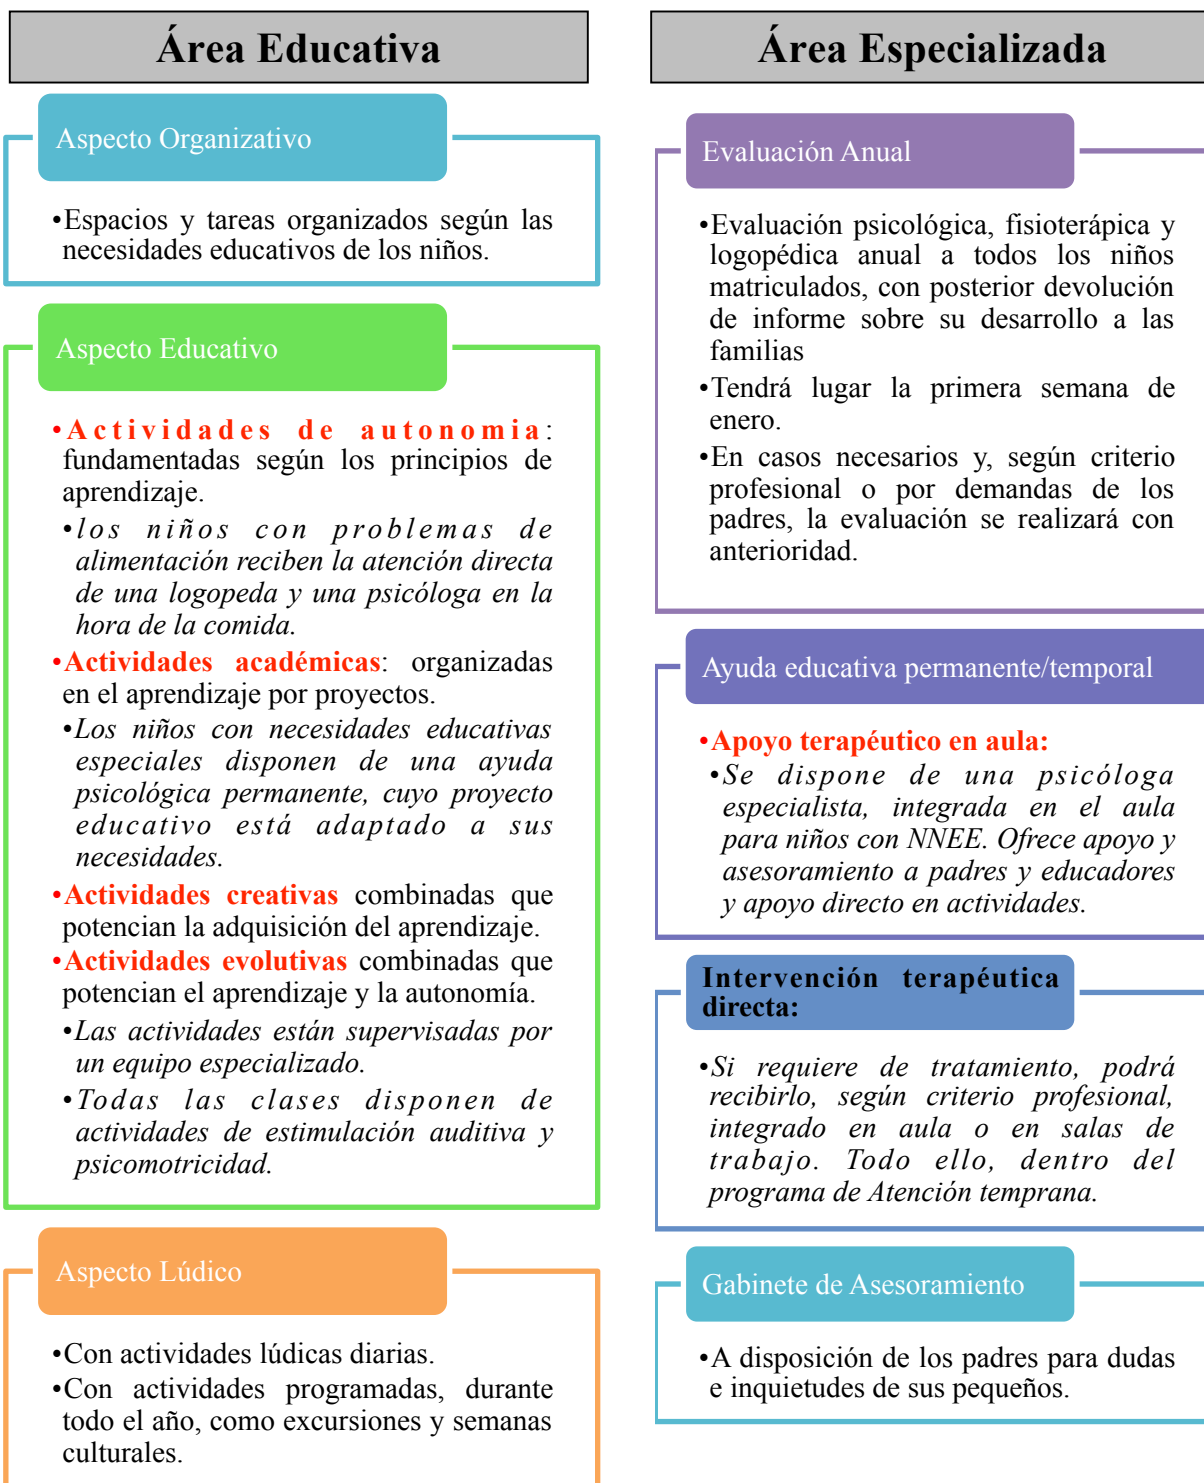 Área Educativa
Aspecto Organizativo
•Espacios y tareas organizados según las
necesidades educativos de los niños.
Aspecto Educativo
•Actividades de autonomia:
fundamentadas según los principios de
aprendizaje.
•los niños con problemas de
alimentación reciben la atención directa
de una logopeda y una psicóloga en la
hora de la comida.
•Actividades académicas: organizadas
en el aprendizaje por proyectos.
•Los niños con necesidades educativas
especiales disponen de una ayuda
psicológica permanente, cuyo proyecto
educativo está adaptado a sus
necesidades.
•Actividades creativas combinadas que
potencian la adquisición del aprendizaje.
•Actividades evolutivas combinadas que
potencian el aprendizaje y la autonomía.
•Las actividades están supervisadas por
un equipo especializado.
•Todas las clases disponen de
actividades de estimulación auditiva y
psicomotricidad.
Aspecto Lúdico
•Con actividades lúdicas diarias.
•Con actividades programadas, durante
todo el año, como excursiones y semanas
culturales.
Área Especializada
Evaluación Anual
•Evaluación psicológica, fisioterápica y
logopédica anual a todos los niños
matriculados, con posterior devolución
de informe sobre su desarrollo a las
familias
•Tendrá lugar la primera semana de
enero.
•En casos necesarios y, según criterio
profesional o por demandas de los
padres, la evaluación se realizará con
anterioridad.
Ayuda educativa permanente/temporal
•Apoyo terapéutico en aula:
•Se dispone de una psicóloga
especialista, integrada en el aula
para niños con NNEE. Ofrece apoyo y
asesoramiento a padres y educadores
y apoyo directo en actividades.
Intervención terapéutica
directa:
•Si requiere de tratamiento, podrá
recibirlo, según criterio profesional,
integrado en aula o en salas de
trabajo. Todo ello, dentro del
programa de Atención temprana.
Gabinete de Asesoramiento
•A disposición de los padres para dudas
e inquietudes de sus pequeños.